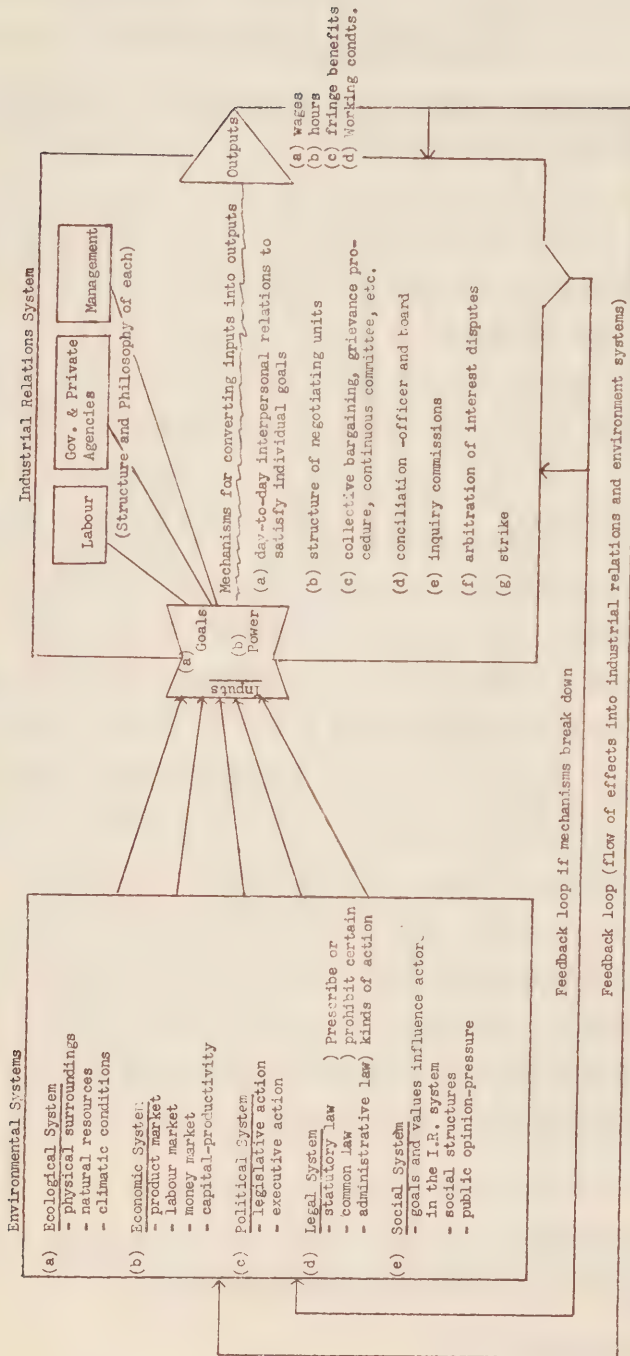 Environmental Systems
(a) Ecological System
- physical surroundings
- natural resources
- climatic conditions
(b) Economic System
- product market
- labour market
- money market
- capital-productivity
(c) Political System
- legislative action
- executive action
(d) Legal System
- statutory law ) Prescribe or
- common law ) prohibit certain
- administrative law) kinds of action
(e) Social System
- goals and values influence actors
in the I.R. system
- social structures
- public opinion-pressure
Industrial Relations System
Labour
Gov. & Private
Agencies
Management
(Structure and Philosophy of each)
Inputs
(a)
Goals
(b)
Power
Mechanisms for converting inputs into outputs
(a) day-to-day interpersonal relations to
satisfy individual goals
(b) structure of negotiating units
(c) collective bargaining, grievance pro-
cedure, continuous committee, etc.
(d) conciliation -officer and board
(e) inquiry commissions
(f) arbitration of interest disputes
(g) strike
Outputs
(a) wages
(b) hours
(c) fringe benefits
(d) Working condts.
Feedback loop if mechanisms break down
Feedback loop (flow of effects into industrial relations and environment systems)